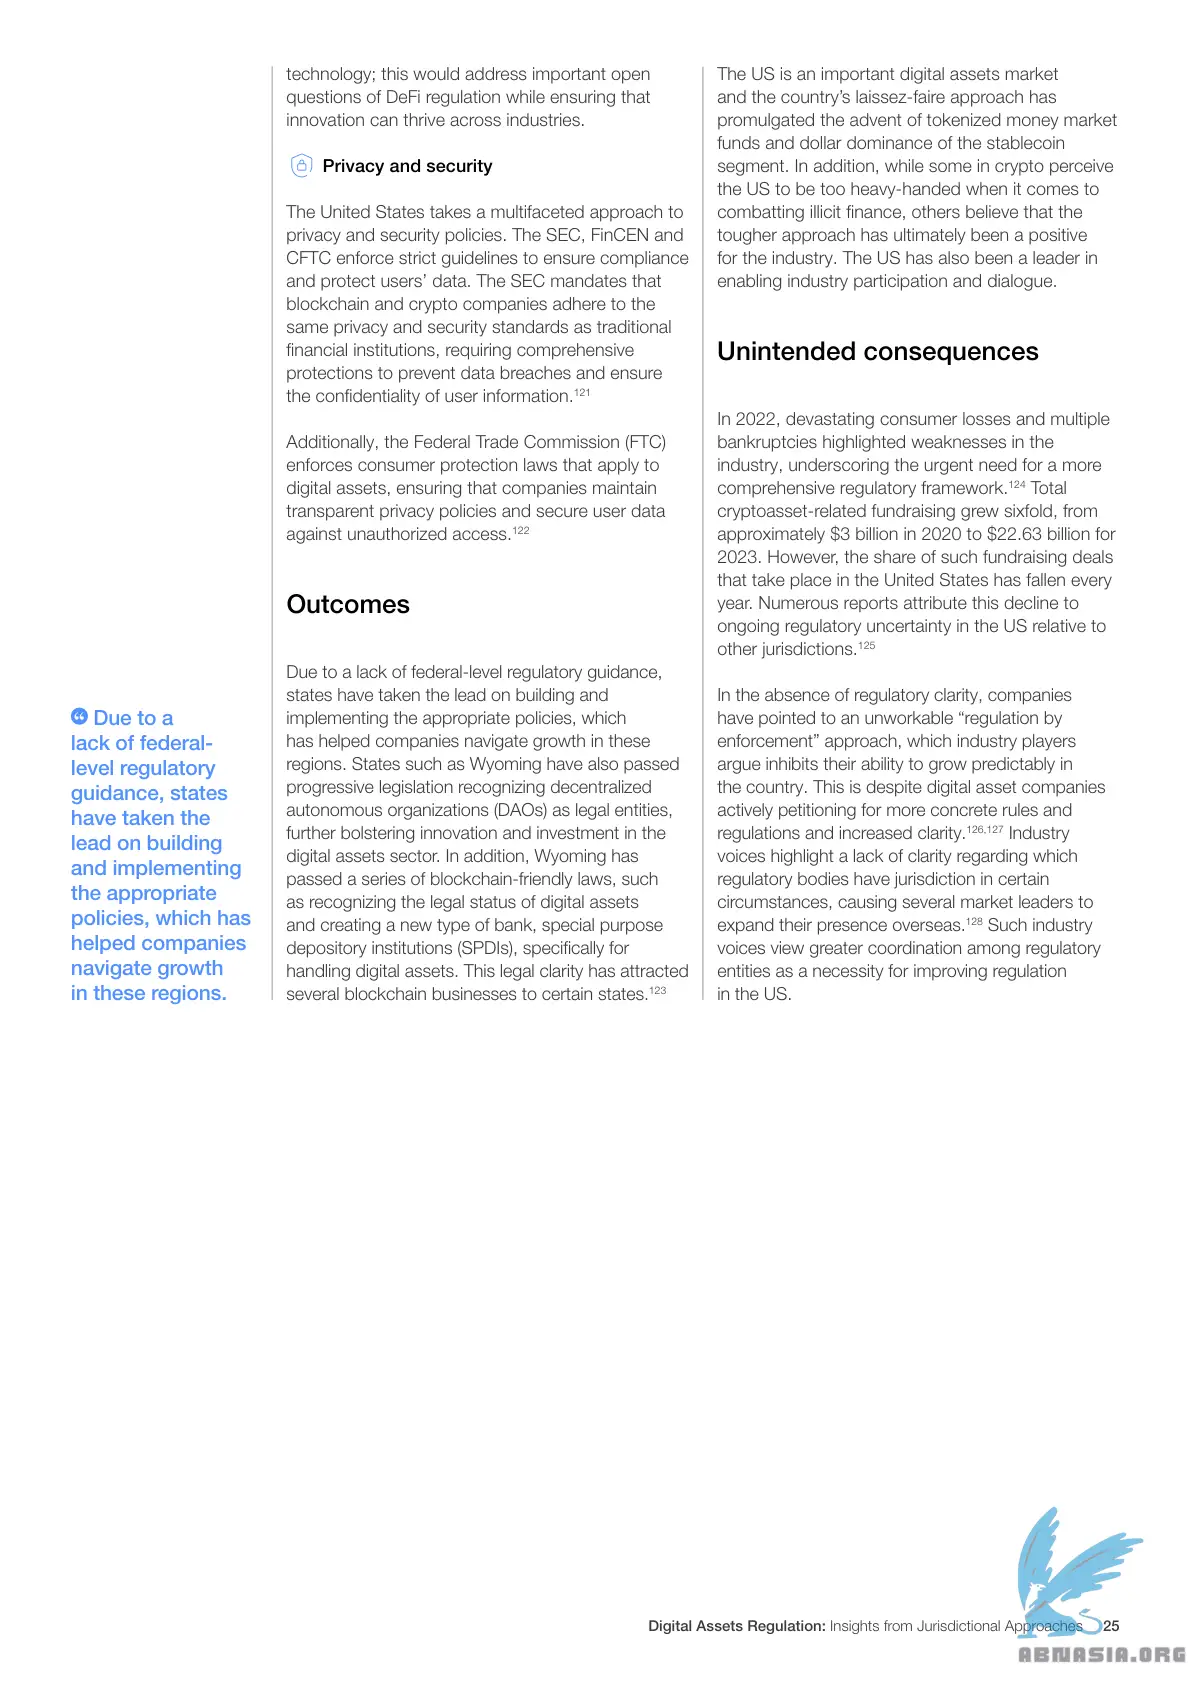 technology; this would address important open
questions of DeFi regulation while ensuring that
innovation can thrive across industries.
Privacy and security
The United States takes a multifaceted approach to
privacy and security policies. The SEC, FinCEN and
CFTC enforce strict guidelines to ensure compliance
and protect users’ data. The SEC mandates that
blockchain and crypto companies adhere to the
same privacy and security standards as traditional
financial institutions, requiring comprehensive
protections to prevent data breaches and ensure
the confidentiality of user information.121
Additionally, the Federal Trade Commission (FTC)
enforces consumer protection laws that apply to
digital assets, ensuring that companies maintain
transparent privacy policies and secure user data
against unauthorized access.122
Outcomes
Due to a lack of federal-level regulatory guidance,
states have taken the lead on building and
implementing the appropriate policies, which
has helped companies navigate growth in these
regions. States such as Wyoming have also passed
progressive legislation recognizing decentralized
autonomous organizations (DAOs) as legal entities,
further bolstering innovation and investment in the
digital assets sector. In addition, Wyoming has
passed a series of blockchain-friendly laws, such
as recognizing the legal status of digital assets
and creating a new type of bank, special purpose
depository institutions (SPDIs), specifically for
handling digital assets. This legal clarity has attracted
several blockchain businesses to certain states.123
“ Due to a
lack of federal-
level regulatory
guidance, states
have taken the
lead on building
and implementing
the appropriate
policies, which has
helped companies
navigate growth
in these regions.
The US is an important digital assets market
and the country’s laissez-faire approach has
promulgated the advent of tokenized money market
funds and dollar dominance of the stablecoin
segment. In addition, while some in crypto perceive
the US to be too heavy-handed when it comes to
combatting illicit finance, others believe that the
tougher approach has ultimately been a positive
for the industry. The US has also been a leader in
enabling industry participation and dialogue.
Unintended consequences
In 2022, devastating consumer losses and multiple
bankruptcies highlighted weaknesses in the
industry, underscoring the urgent need for a more
comprehensive regulatory framework.124 Total
cryptoasset-related fundraising grew sixfold, from
approximately $3 billion in 2020 to $22.63 billion for
2023. However, the share of such fundraising deals
that take place in the United States has fallen every
year. Numerous reports attribute this decline to
ongoing regulatory uncertainty in the US relative to
other jurisdictions.125
In the absence of regulatory clarity, companies
have pointed to an unworkable “regulation by
enforcement” approach, which industry players
argue inhibits their ability to grow predictably in
the country. This is despite digital asset companies
actively petitioning for more concrete rules and
regulations and increased clarity.126,127 Industry
voices highlight a lack of clarity regarding which
regulatory bodies have jurisdiction in certain
circumstances, causing several market leaders to
expand their presence overseas.128 Such industry
voices view greater coordination among regulatory
entities as a necessity for improving regulation
in the US.
Digital Assets Regulation: Insights from Jurisdictional Approaches 25
ABNASIA.ORG